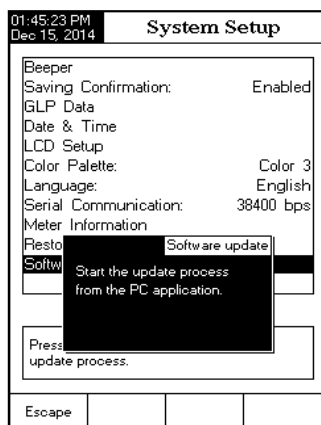 01:45:23 PM
Dec 15, 2014
System Setup
Beeper
Saving Confirmation: Enabled
GLP Data
Date & Time
LCD Setup
Color Palette: Color 3
Language: English
Serial Communication: 38400 bps
Meter Information
Resto
Softw
Software update
Start the update process
from the PC application.
Press
update process.
Escape